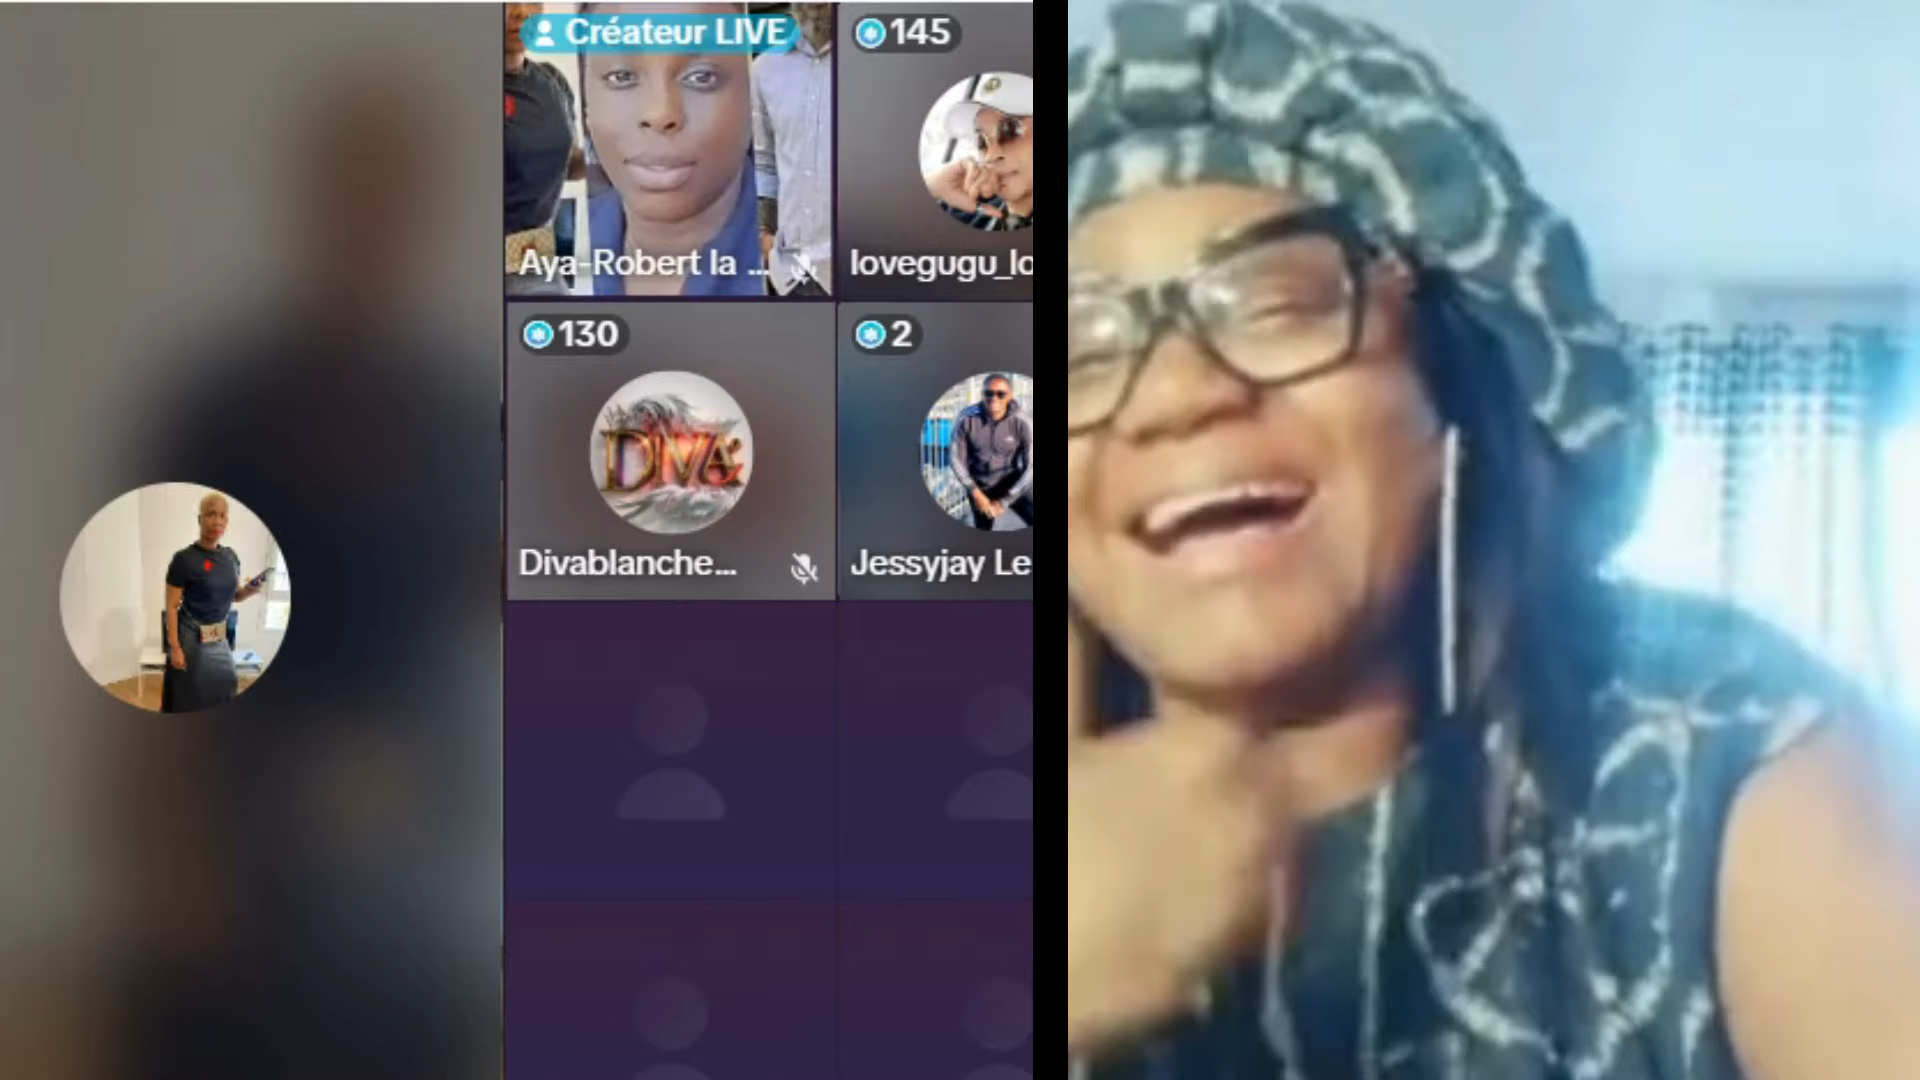 Créateur LIVE
145
Aya-Robert la ...
lovegugu_lo
130
2
DIVA
Divablanche...
Jessyjay Le